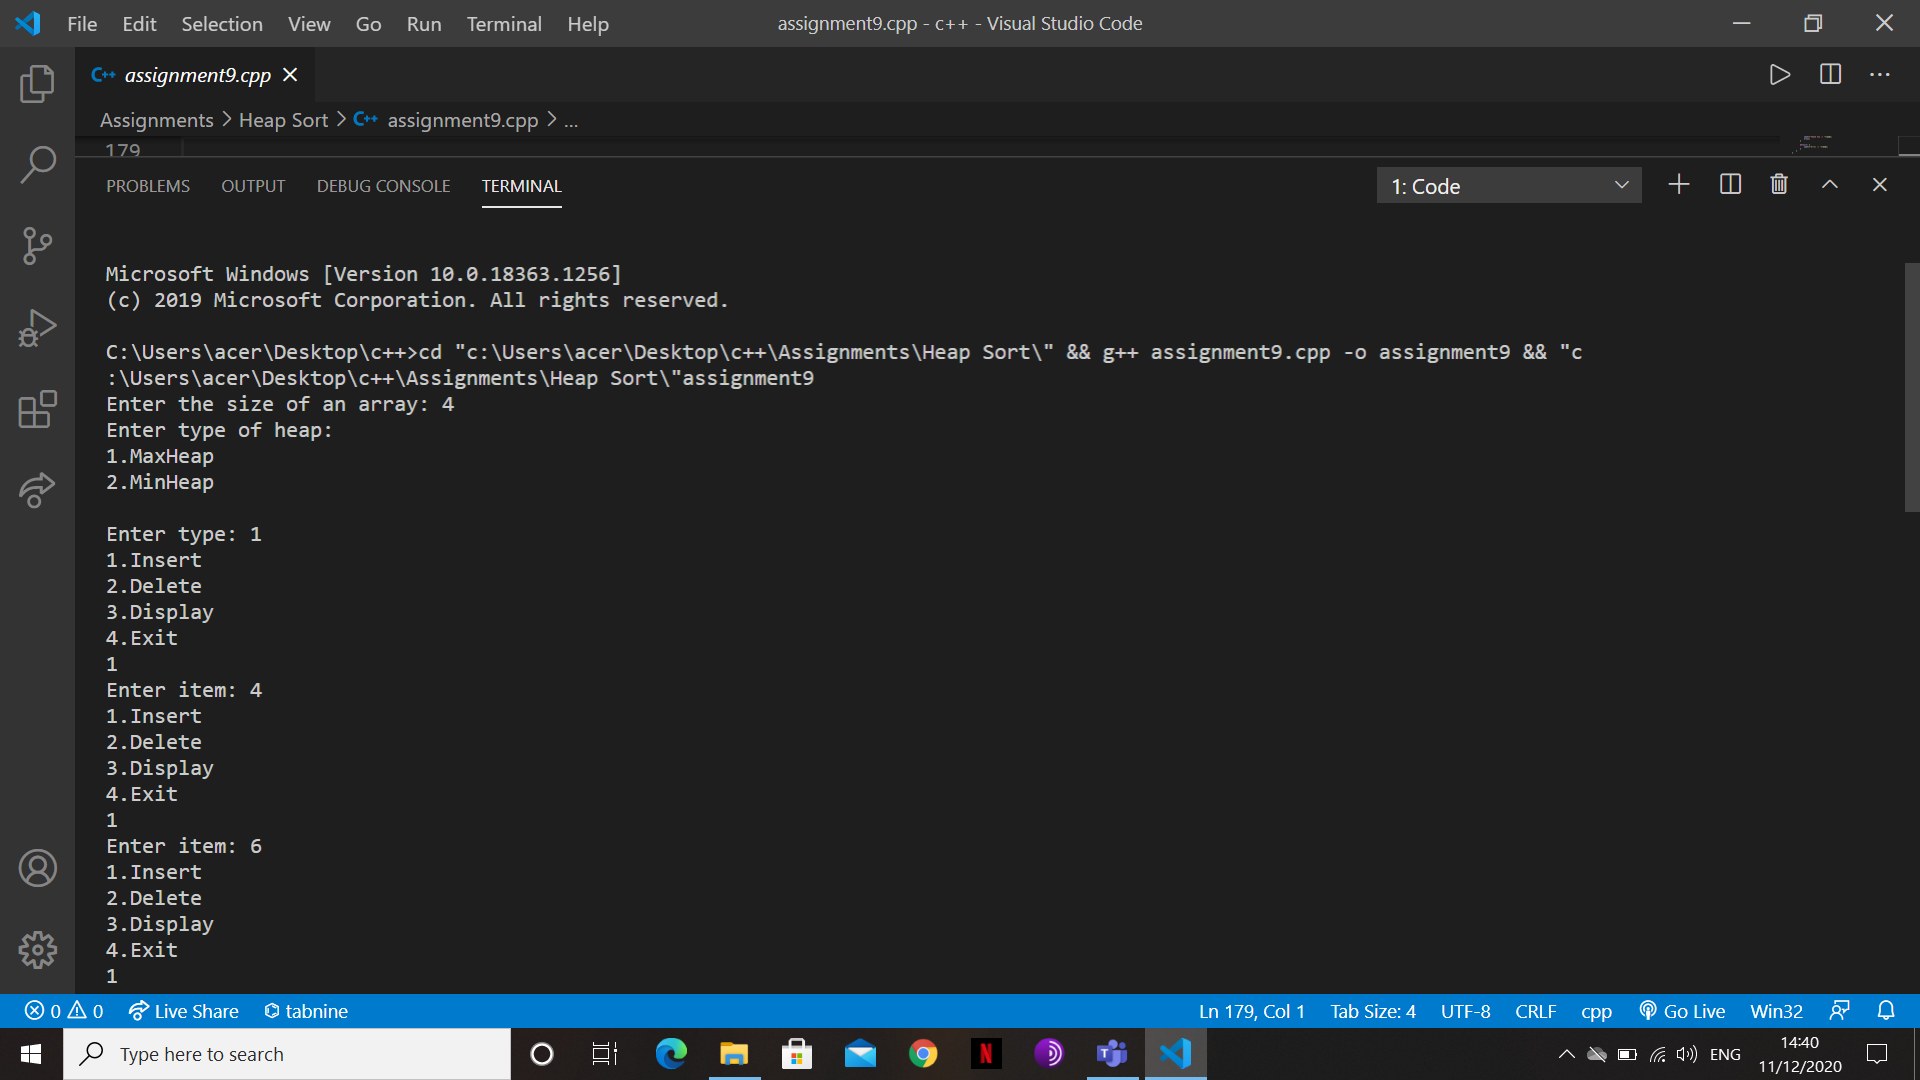 File Edit Selection View Go Run Terminal Help
assignment9.cpp - c++ - Visual Studio Code
C++ assignment9.cpp
Assignments > Heap Sort > C++ assignment9.cpp > ...
179
PROBLEMS OUTPUT DEBUG CONSOLE TERMINAL
1: Code
Microsoft Windows [Version 10.0.18363.1256]
(c) 2019 Microsoft Corporation. All rights reserved.
C:\Users\acer\Desktop\c++>cd "c:\Users\acer\Desktop\c++\Assignments\Heap Sort\" && g++ assignment9.cpp -o assignment9 && "c
:\Users\acer\Desktop\c++\Assignments\Heap Sort\"assignment9
Enter the size of an array: 4
Enter type of heap:
1.MaxHeap
2.MinHeap
Enter type: 1
1.Insert
2.Delete
3.Display
4.Exit
1
Enter item: 4
1.Insert
2.Delete
3.Display
4.Exit
1
Enter item: 6
1.Insert
2.Delete
3.Display
4.Exit
1
0 0 Live Share tabnine
Ln 179, Col 1 Tab Size: 4 UTF-8 CRLF cpp Go Live Win32
Type here to search
N
T
ENG
14:40
11/12/2020